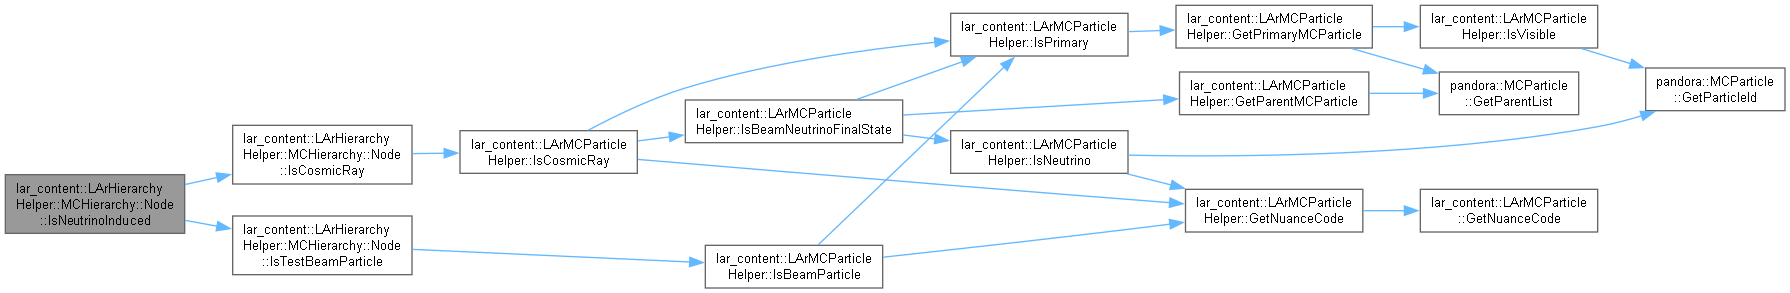 lar_content::LArHierarchy
Helper::MCHierarchy::Node
::IsNeutrinoInduced
lar_content::LArHierarchy
Helper::MCHierarchy::Node
::IsCosmicRay
lar_content::LArHierarchy
Helper::MCHierarchy::Node
::IsTestBeamParticle
lar_content::LArMCParticle
Helper::IsCosmicRay
lar_content::LArMCParticle
Helper::IsBeamNeutrinoFinalState
lar_content::LArMCParticle
Helper::IsBeamParticle
lar_content::LArMCParticle
Helper::IsPrimary
lar_content::LArMCParticle
Helper::IsNeutrino
lar_content::LArMCParticle
Helper::GetPrimaryMCParticle
lar_content::LArMCParticle
Helper::GetParentMCParticle
lar_content::LArMCParticle
Helper::GetNuanceCode
lar_content::LArMCParticle
Helper::IsVisible
pandora::MCParticle
::GetParentList
lar_content::LArMCParticle
::GetNuanceCode
pandora::MCParticle
::GetParticleId